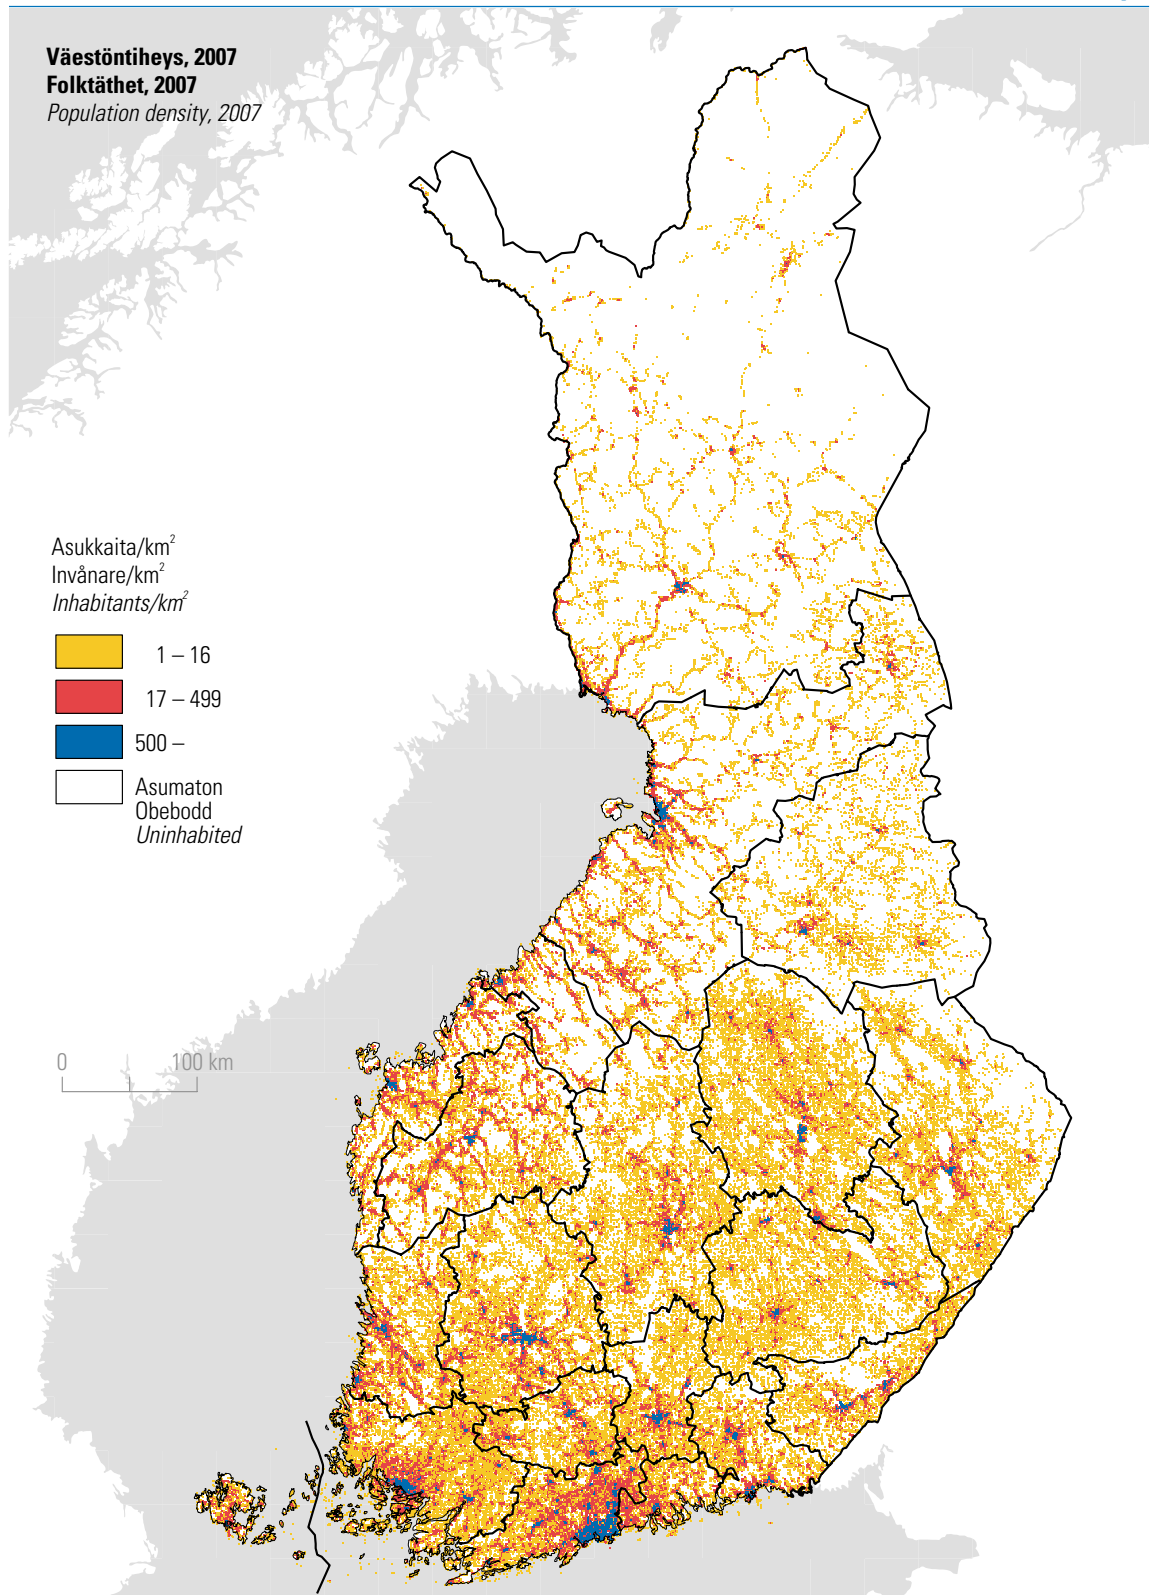 Väestöntiheys, 2007
Folktäthet, 2007
Population density, 2007
Asukkaita/km²
Invånare/km²
Inhabitants/km²
1 – 16
17 – 499
500 –
Asumaton
Obebodd
Uninhabited
0 100 km